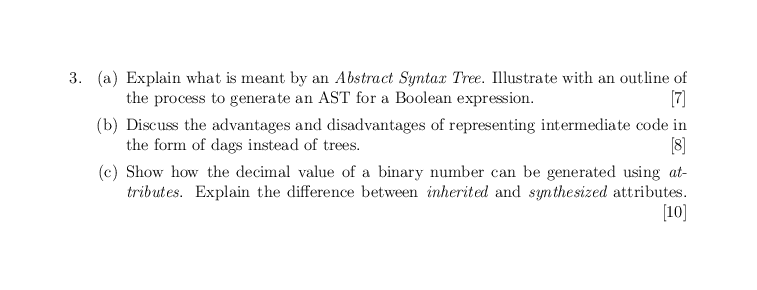 3. (a) Explain what is meant by an Abstract Syntax Tree. Illustrate with an outline of
the process to generate an AST for a Boolean expression. [7]
(b) Discuss the advantages and disadvantages of representing intermediate code in
the form of dags instead of trees. [8]
(c) Show how the decimal value of a binary number can be generated using at-
tributes. Explain the difference between inherited and synthesized attributes.
[10]